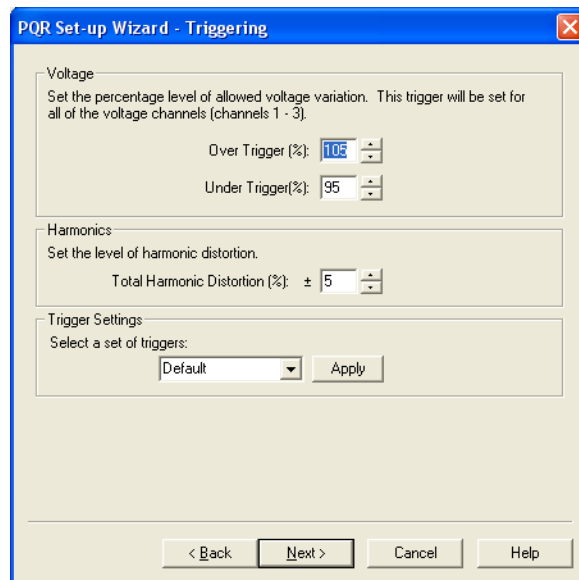 PQR Set-up Wizard - Triggering
Voltage
Set the percentage level of allowed voltage variation. This trigger will be set for
all of the voltage channels (channels 1 - 3).
Over Trigger (%): 105
Under Trigger(%): 95
Harmonics
Set the level of harmonic distortion.
Total Harmonic Distortion (%): ± 5
Trigger Settings
Select a set of triggers:
Default Apply
< Back Next > Cancel Help